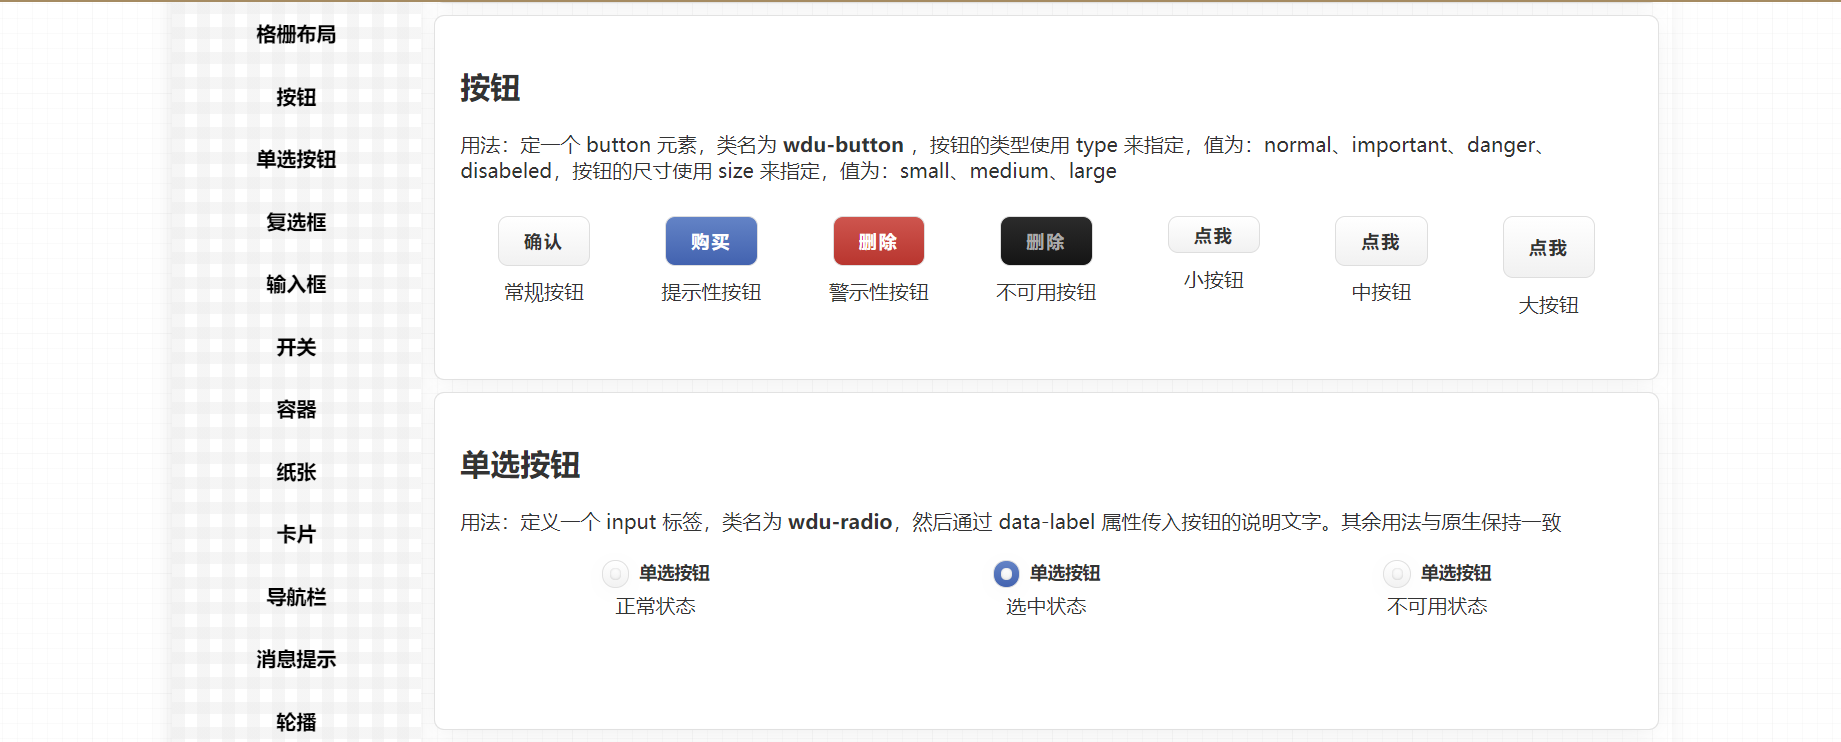 格栅布局
按钮
单选按钮
复选框
输入框
开关
容器
纸张
卡片
导航栏
消息提示
轮播
按钮
用法：定一个 button 元素，类名为 wdu-button ，按钮的类型使用 type 来指定，值为：normal、important、danger、
disabeled，按钮的尺寸使用 size 来指定，值为：small、medium、large
确认
购买
删除
删除
点我
点我
点我
常规按钮
提示性按钮
警示性按钮
不可用按钮
小按钮
中按钮
大按钮
单选按钮
用法：定义一个 input 标签，类名为 wdu-radio，然后通过 data-label 属性传入按钮的说明文字。其余用法与原生保持一致
单选按钮
单选按钮
单选按钮
正常状态
选中状态
不可用状态